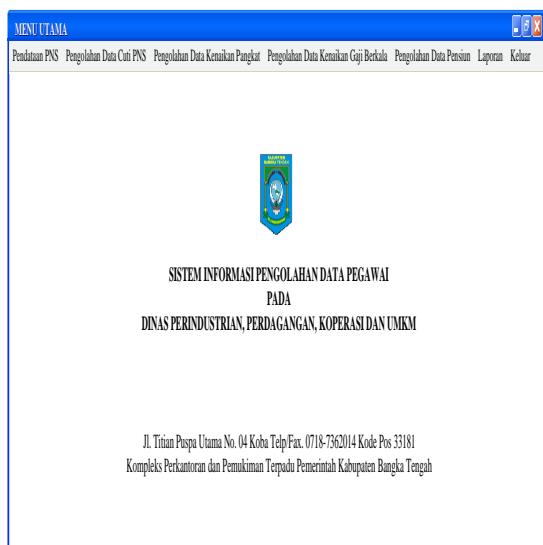 MENU UTAMA
Pendataan PNS Pengolahan Data Cuti PNS Pengolahan Data Kenaikan Pangkat Pengolahan Data Kenaikan Gaji Berkala Pengolahan Data Pensiun Laporan Keluar
KABUPATEN
BANGKA TENGAH
SISTEM INFORMASI PENGOLAHAN DATA PEGAWAI
PADA
DINAS PERINDUSTRIAN, PERDAGANGAN, KOPERASI DAN UMKM
Jl. Titian Puspa Utama No. 04 Koba Telp/Fax. 0718-7362014 Kode Pos 33181
Kompleks Perkantoran dan Pemukiman Terpadu Pemerintah Kabupaten Bangka Tengah